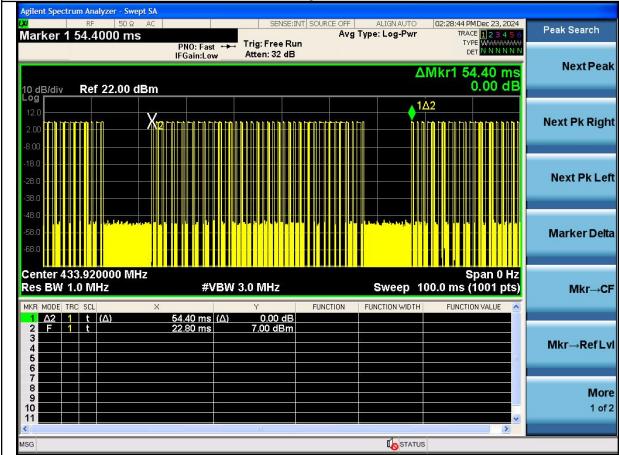 Agilent Spectrum Analyzer - Swept SA
RF 50 Ω AC SENSE:INT SOURCE OFF ALIGN AUTO 02:28:44 PM Dec 23, 2024
Marker 1 54.4000 ms
PNO: Fast
IFGain:Low
Trig: Free Run
Atten: 32 dB
Avg Type: Log-Pwr
TRACE 1 2 3 4 5 6
TYPE
DET N N N N N N
ΔMkr1 54.40 ms
0.00 dB
10 dB/div Ref 22.00 dBm
Log
12.0
2.00
-8.00
-18.0
-28.0
-38.0
-48.0
-58.0
-68.0
1Δ2
2
Center 433.920000 MHz Span 0 Hz
Res BW 1.0 MHz #VBW 3.0 MHz Sweep 100.0 ms (1001 pts)
MKR MODE TRC SCL X Y FUNCTION FUNCTION WIDTH FUNCTION VALUE
1 Δ2 1 t (Δ) 54.40 ms (Δ) 0.00 dB
2 F 1 t 22.80 ms 7.00 dBm
3
4
5
6
7
8
9
10
11
MSG STATUS
Peak Search
Next Peak
Next Pk Right
Next Pk Left
Marker Delta
Mkr→CF
Mkr→Ref Lvl
More
1 of 2